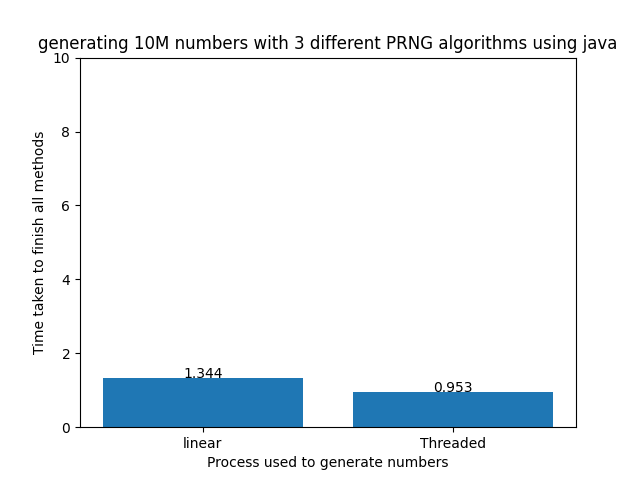 generating 10M numbers with 3 different PRNG algorithms using java
10
8
6
4
2
0
Time taken to finish all methods
1.344
0.953
linear
Threaded
Process used to generate numbers